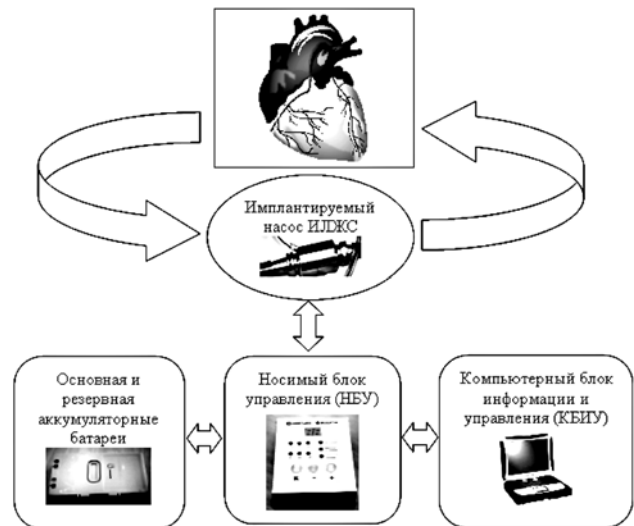 Имплантируемый
насос ИЛЖС
Основная и
резервная
аккумуляторные
батареи
Носимый блок
управления (НБУ)
Компьютерный блок
информации и
управления (КБИУ)